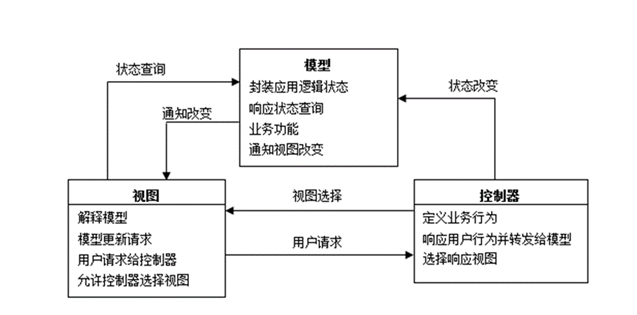 模型
状态查询
状态改变
封装应用逻辑状态
响应状态查询
通知改变
业务功能
通知视图改变
视图
视图选择
控制器
解释模型
定义业务行为
模型更新请求
用户请求
响应用户行为并转发给模型
用户请求给控制器
选择响应视图
允许控制器选择视图